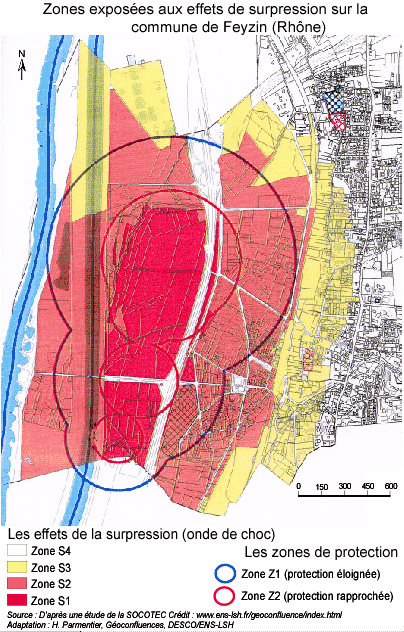 Zones exposées aux effets de surpression sur la
commune de Feyzin (Rhône)
N
0 150 300 450 600
Les effets de la surpression (onde de choc)
Zone S4
Zone S3
Zone S2
Zone S1
Les zones de protection
Zone Z1 (protection éloignée)
Zone Z2 (protection rapprochée)
Source : D'après une étude de la SOCOTEC Crédit : www.ens-lsh.fr/geoconfluence/index.html
Adaptation : H. Parmentier, Géoconfluences, DESCO/ENS-LSH